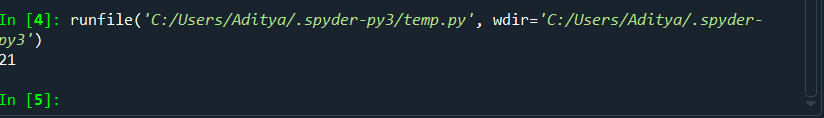 In [4]: runfile('C:/Users/Aditya/.spyder-py3/temp.py', wdir='C:/Users/Aditya/.spyder-
py3')
21
In [5]: